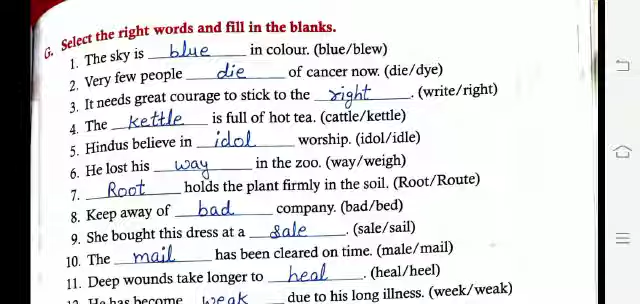 G. Select the right words and fill in the blanks.
1. The sky is blue in colour. (blue/blew)
2. Very few people die of cancer now. (die/dye)
3. It needs great courage to stick to the right. (write/right)
4. The kettle is full of hot tea. (cattle/kettle)
5. Hindus believe in idol worship. (idol/idle)
6. He lost his way in the zoo. (way/weigh)
7. Root holds the plant firmly in the soil. (Root/Route)
8. Keep away of bad company. (bad/bed)
9. She bought this dress at a sale. (sale/sail)
10. The mail has been cleared on time. (male/mail)
11. Deep wounds take longer to heal. (heal/heel)
12. He has become weak due to his long illness. (week/weak)